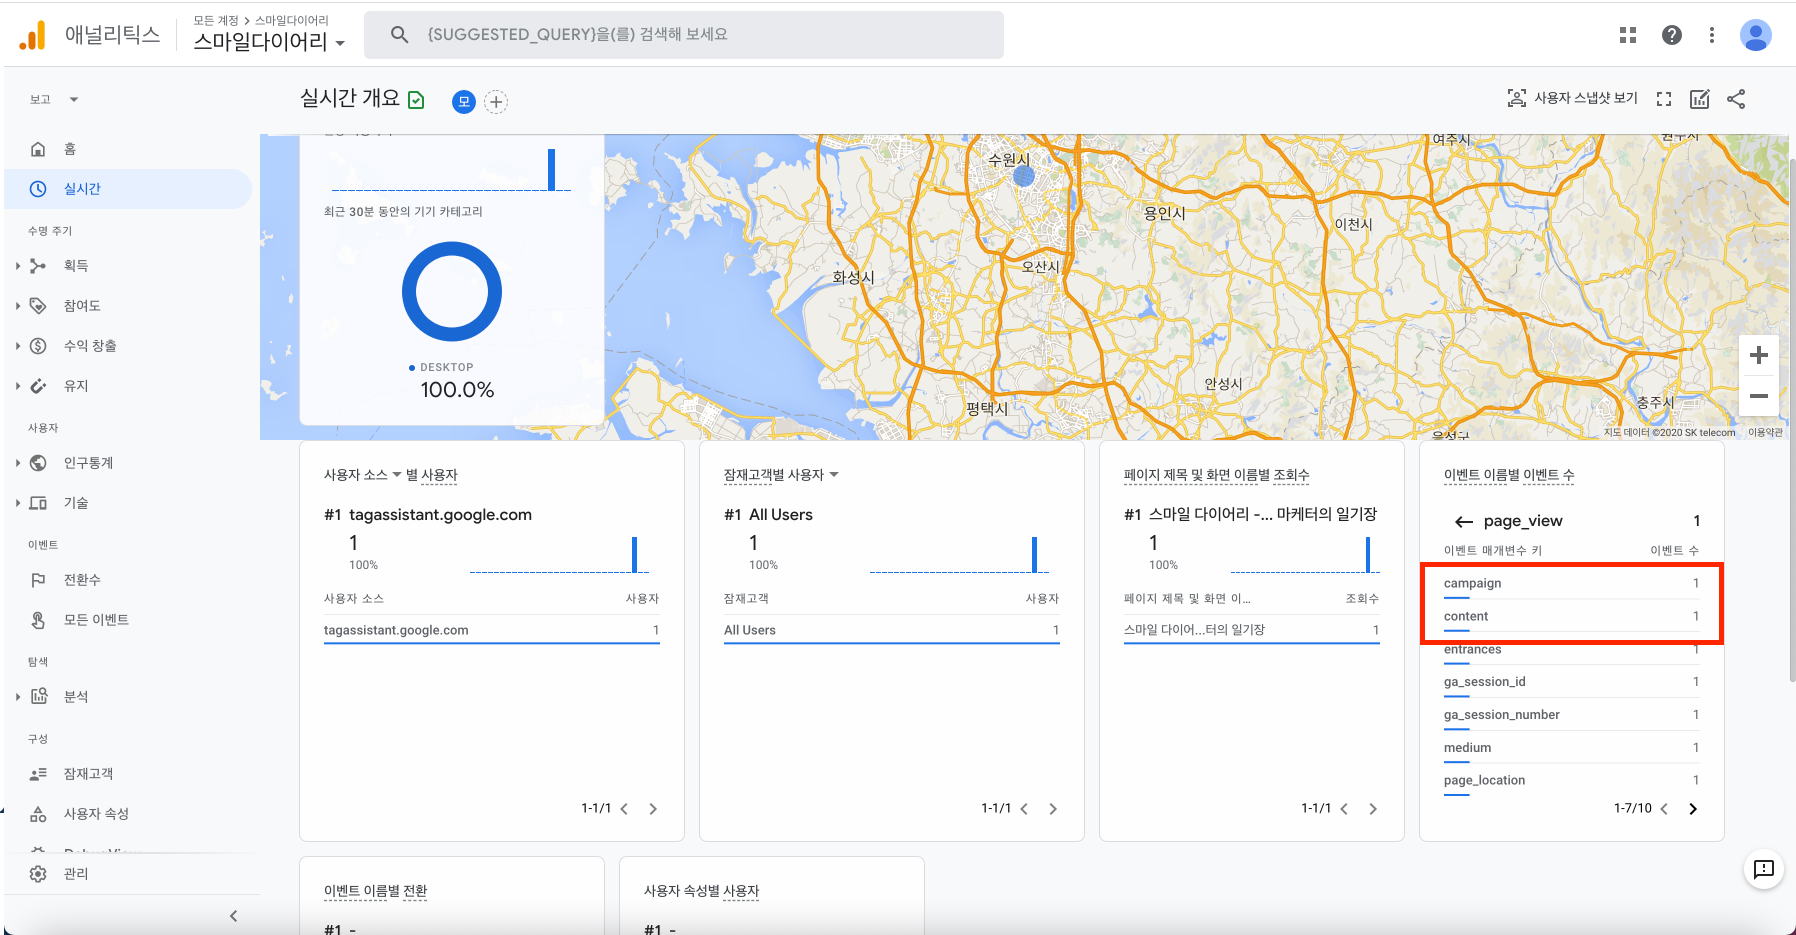 모든 계정 > 스마일다이어리
애널리틱스
스마일다이어리
{SUGGESTED_QUERY}을(를) 검색해 보세요
보고
홈
실시간
수명 주기
획득
참여도
수익 창출
유지
사용자
인구통계
기술
이벤트
전환수
모든 이벤트
탐색
분석
구성
잠재고객
사용자 속성
관리
실시간 개요
모
사용자 스냅샷 보기
최근 30분 동안의 기기 카테고리
DESKTOP
100.0%
수원시
여주시
원주시
용인시
이천시
오산시
화성시
안성시
평택시
충주시
음성군
지도 데이터 ©2020 SK telecom
이용약관
사용자 소스 별 사용자
#1 tagassistant.google.com
1
100%
사용자 소스
사용자
tagassistant.google.com
1
1-1/1
잠재고객별 사용자
#1 All Users
1
100%
잠재고객
사용자
All Users
1
1-1/1
페이지 제목 및 화면 이름별 조회수
#1 스마일 다이어리 -... 마케터의 일기장
1
100%
페이지 제목 및 화면 이...
조회수
스마일 다이어...터의 일기장
1
1-1/1
이벤트 이름별 이벤트 수
page_view
1
이벤트 매개변수 키
이벤트 수
campaign
1
content
1
entrances
1
ga_session_id
1
ga_session_number
1
medium
1
page_location
1
1-7/10
이벤트 이름별 전환
#1 -
사용자 속성별 사용자
#1 -